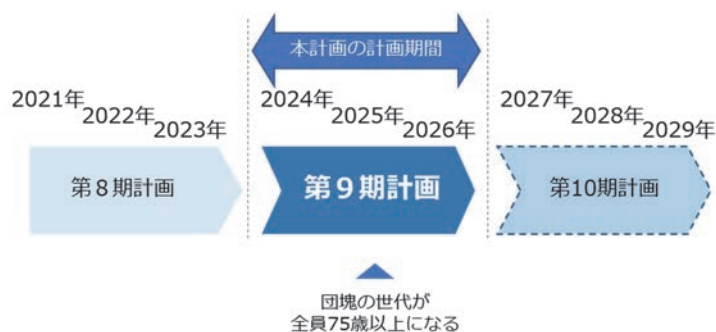 本計画の計画期間
2021年
2022年
2023年
2024年
2025年
2026年
2027年
2028年
2029年
第8期計画
第9期計画
第10期計画
団塊の世代が
全員75歳以上になる